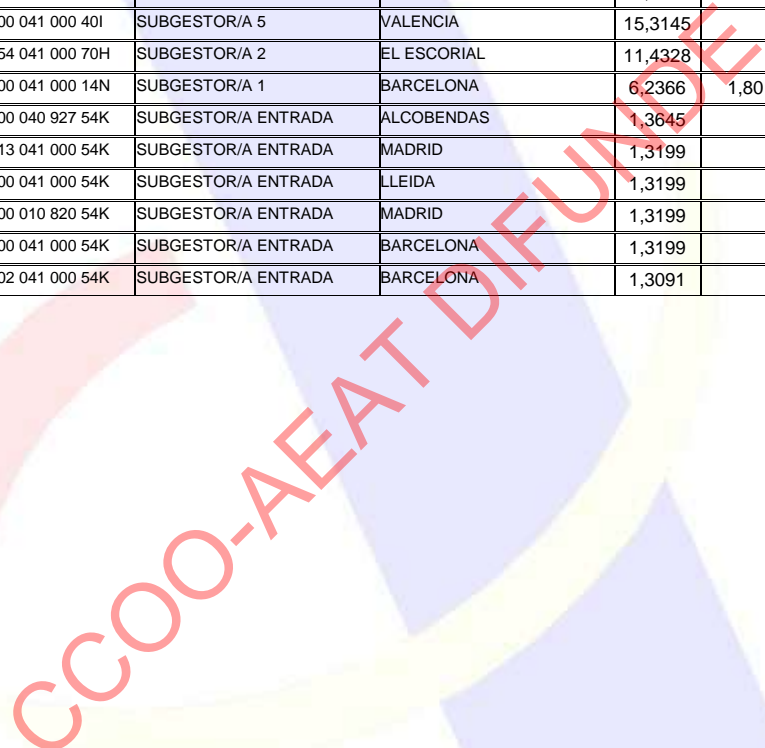 00 041 000 40I SUBGESTOR/A 5 VALENCIA 15,3145
54 041 000 70H SUBGESTOR/A 2 EL ESCORIAL 11,4328
00 041 000 14N SUBGESTOR/A 1 BARCELONA 6,2366 1,80
00 040 927 54K SUBGESTOR/A ENTRADA ALCOBENDAS 1,3645
13 041 000 54K SUBGESTOR/A ENTRADA MADRID 1,3199
00 041 000 54K SUBGESTOR/A ENTRADA LLEIDA 1,3199
00 010 820 54K SUBGESTOR/A ENTRADA MADRID 1,3199
00 041 000 54K SUBGESTOR/A ENTRADA BARCELONA 1,3199
02 041 000 54K SUBGESTOR/A ENTRADA BARCELONA 1,3091
CCOO-AEAT DIFUNDE